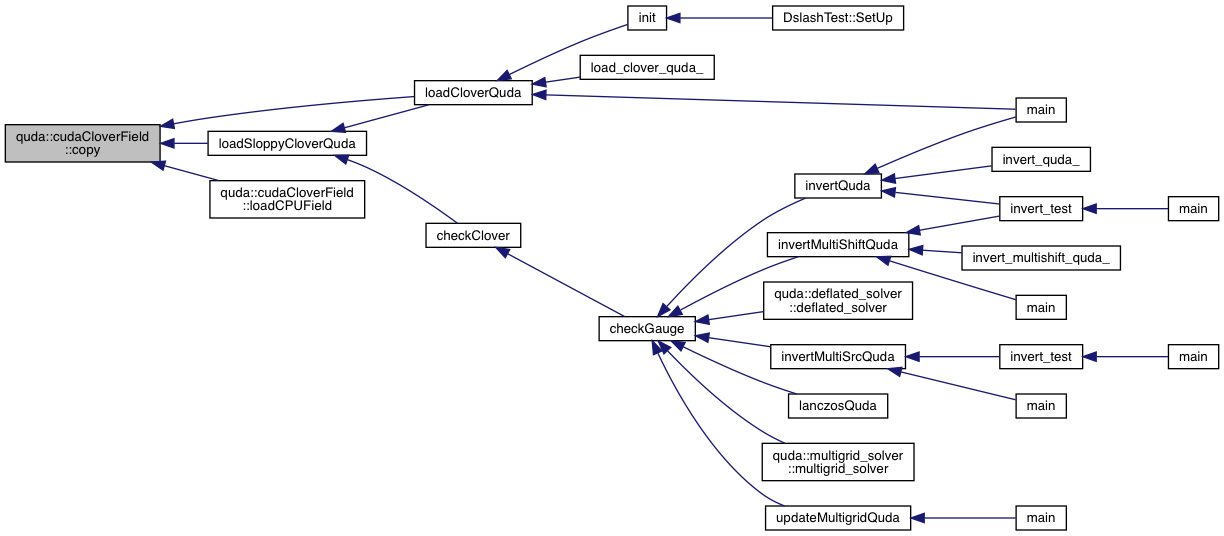 init
DslashTest::SetUp
load_clover_quda_
loadCloverQuda
main
quda::cudaCloverField
::copy
loadSloppyCloverQuda
invert_quda_
invertQuda
quda::cudaCloverField
::loadCPUField
invert_test
main
checkClover
invertMultiShiftQuda
invert_multishift_quda_
quda::deflated_solver
::deflated_solver
main
checkGauge
invertMultiSrcQuda
invert_test
main
lanczosQuda
main
quda::multigrid_solver
::multigrid_solver
updateMultigridQuda
main